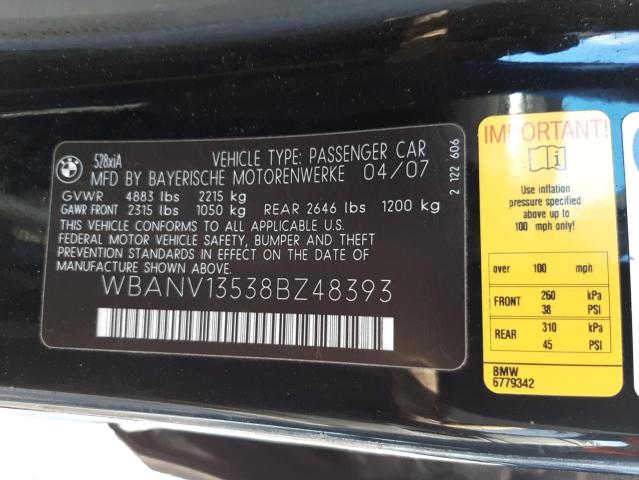 BMW
528xiA
VEHICLE TYPE: PASSENGER CAR
MFD BY BAYERISCHE MOTORENWERKE 04/07
GVWR 4883 lbs 2215 kg
GAWR FRONT 2315 lbs 1050 kg REAR 2646 lbs 1200 kg
THIS VEHICLE CONFORMS TO ALL APPLICABLE U.S.
FEDERAL MOTOR VEHICLE SAFETY, BUMPER AND THEFT
PREVENTION STANDARDS IN EFFECT ON THE DATE OF
MANUFACTURE SHOWN ABOVE.
WBANV13538BZ48393
2 122 606
IMPORTANT!
Use inflation
pressure specified
above up to
100 mph only!
over 100 mph
FRONT 260 kPa
38 PSI
REAR 310 kPa
45 PSI
BMW
6779342